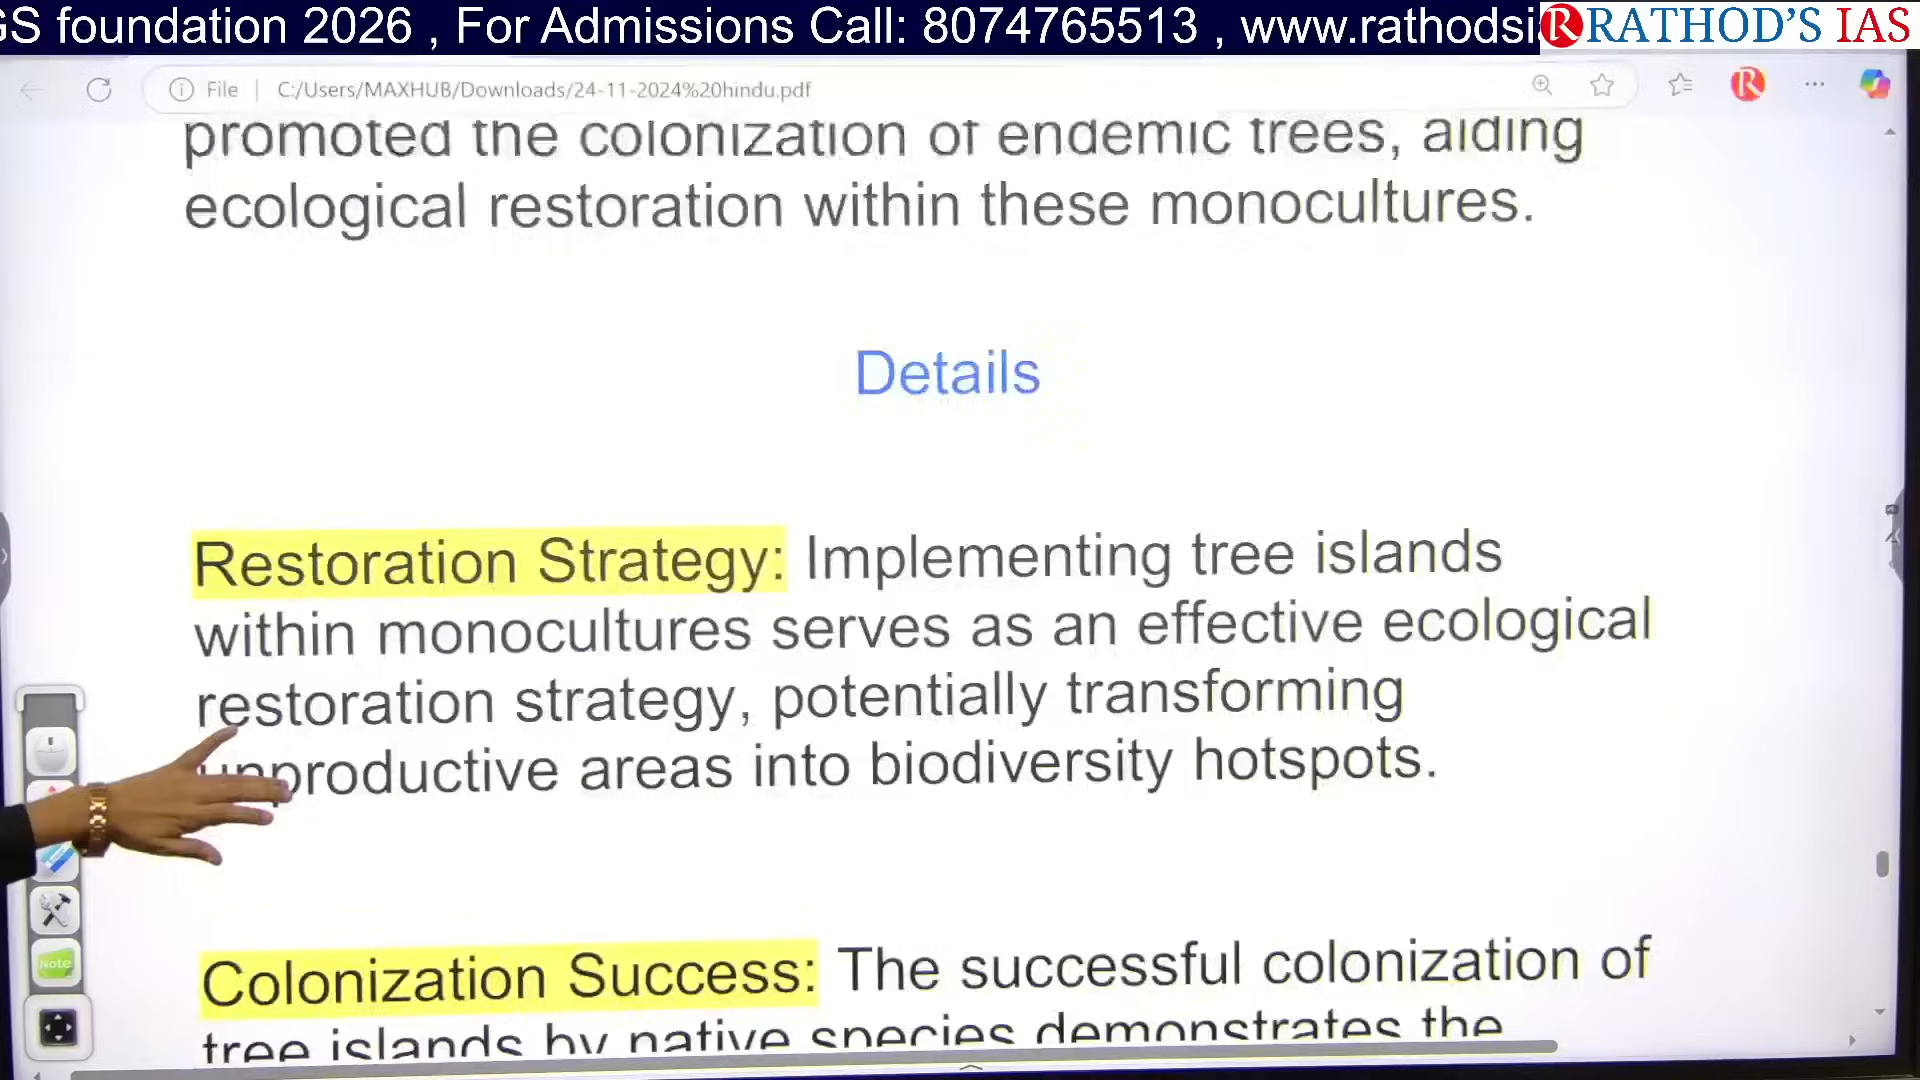 GS foundation 2026 , For Admissions Call: 8074765513 , www.rathodsi
RATHOD'S IAS
File | C:/Users/MAXHUB/Downloads/24-11-2024%20hindu.pdf
promoted the colonization of endemic trees, aiding
ecological restoration within these monocultures.
Details
Restoration Strategy: Implementing tree islands
within monocultures serves as an effective ecological
restoration strategy, potentially transforming
unproductive areas into biodiversity hotspots.
Note
Colonization Success: The successful colonization of
tree islands by native species demonstrates the